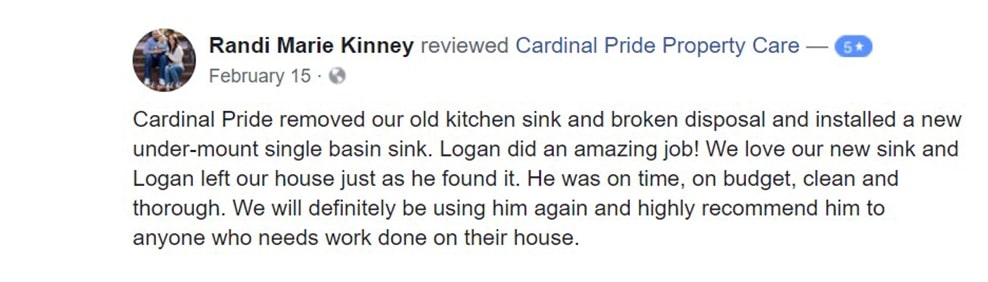 Randi Marie Kinney reviewed Cardinal Pride Property Care — 5★
February 15 ·
Cardinal Pride removed our old kitchen sink and broken disposal and installed a new
under-mount single basin sink. Logan did an amazing job! We love our new sink and
Logan left our house just as he found it. He was on time, on budget, clean and
thorough. We will definitely be using him again and highly recommend him to
anyone who needs work done on their house.